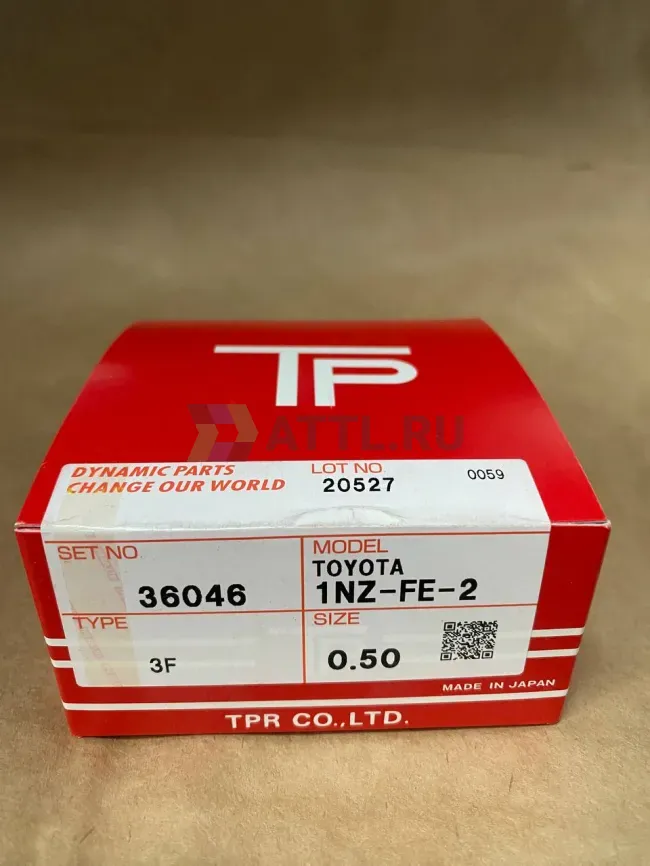 TP
ATTL.RU
DYNAMIC PARTS
CHANGE OUR WORLD
LOT NO.
20527
0059
SET NO.
36046
MODEL
TOYOTA
1NZ-FE-2
TYPE
3F
SIZE
0.50
MADE IN JAPAN
TPR CO.,LTD.